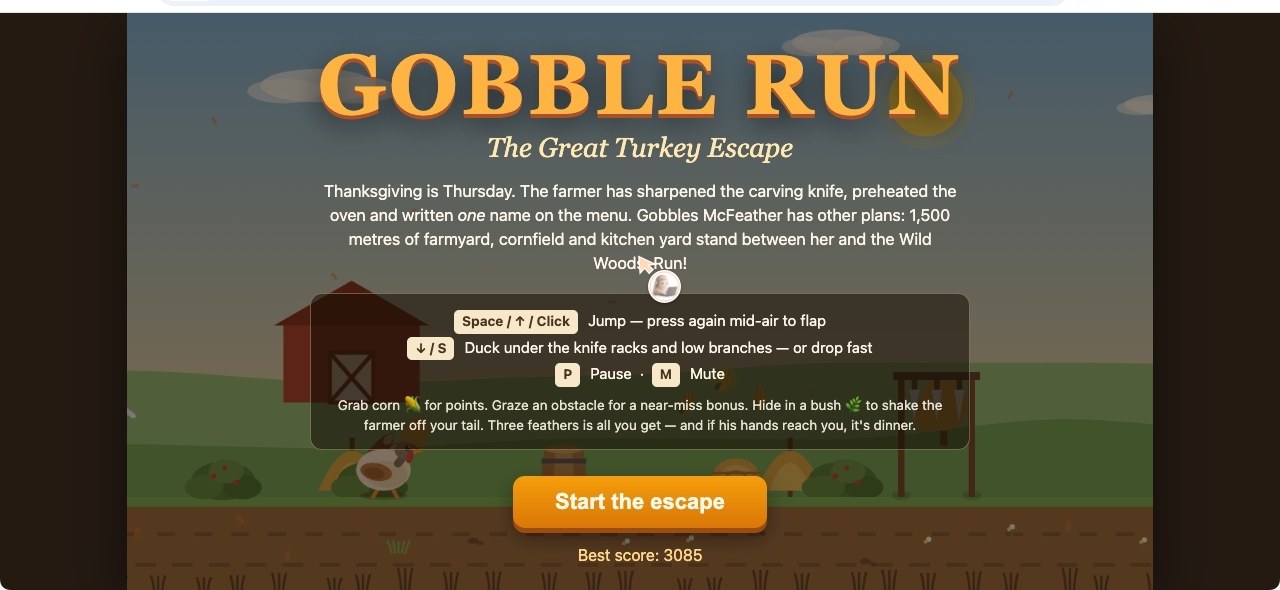 GOBBLE RUN
The Great Turkey Escape
Thanksgiving is Thursday. The farmer has sharpened the carving knife, preheated the
oven and written one name on the menu. Gobbles McFeather has other plans: 1,500
metres of farmyard, cornfield and kitchen yard stand between her and the Wild
Woods. Run!
Space / ↑ / Click Jump — press again mid-air to flap
↓ / S Duck under the knife racks and low branches — or drop fast
P Pause · M Mute
Grab corn 🌽 for points. Graze an obstacle for a near-miss bonus. Hide in a bush 🌿 to shake the
farmer off your tail. Three feathers is all you get — and if his hands reach you, it's dinner.
Start the escape
Best score: 3085